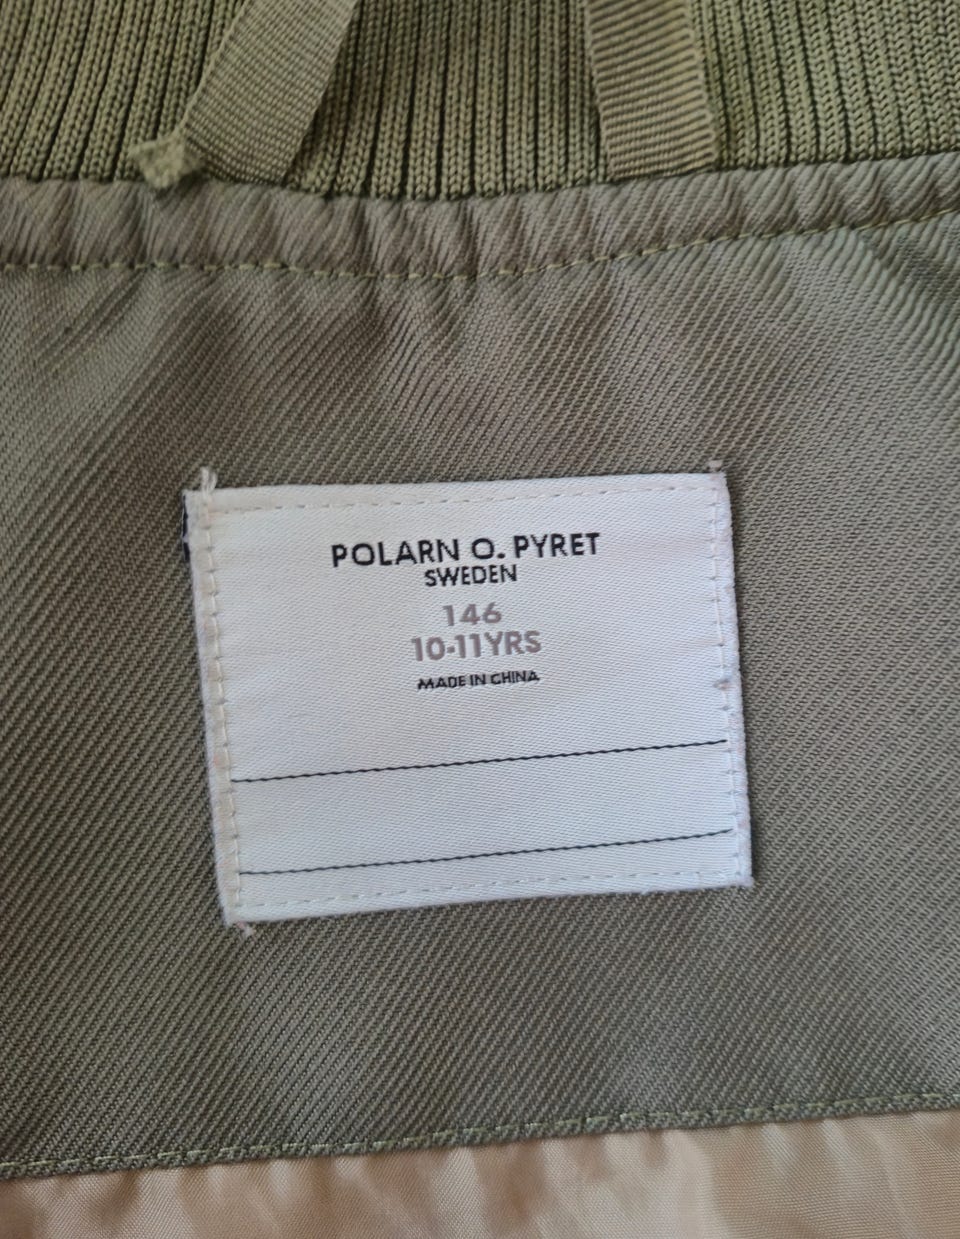 POLARN O. PYRET
SWEDEN
146
10-11YRS
MADE IN CHINA